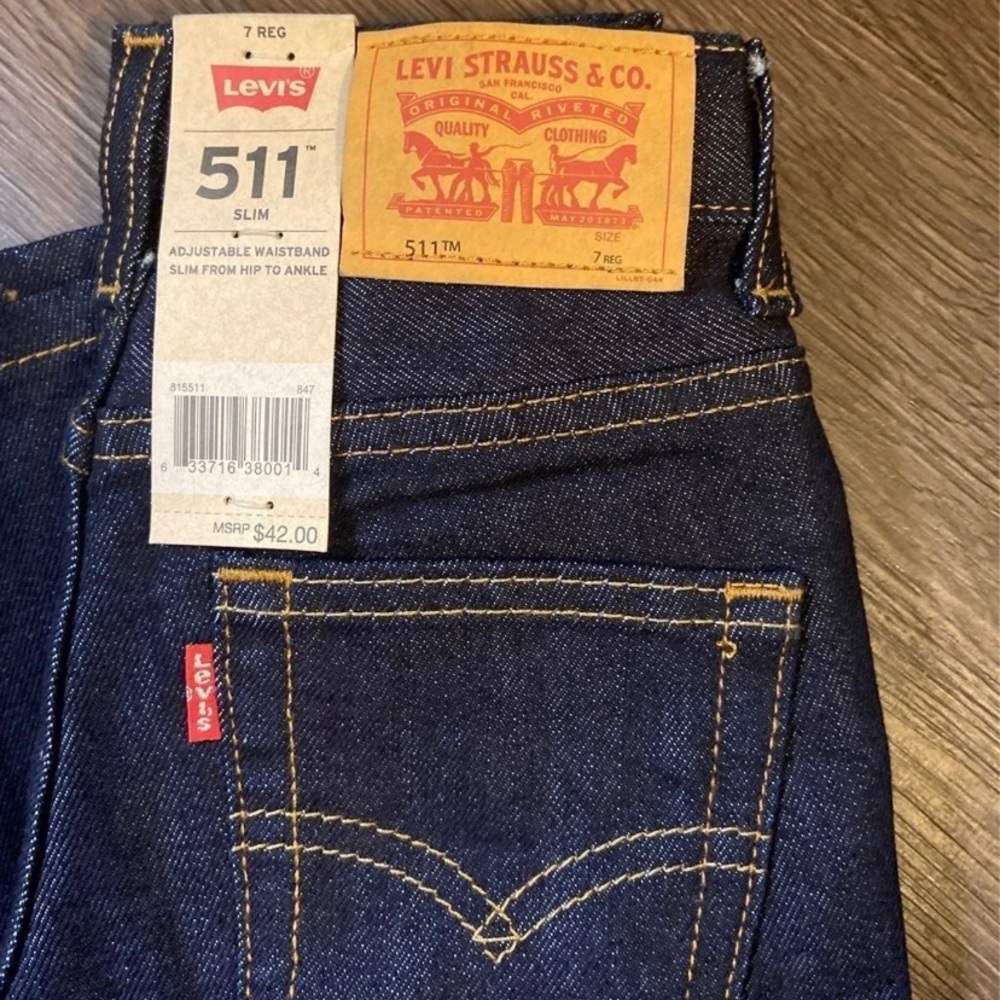 7 REG
LEVI'S®
511™
SLIM
ADJUSTABLE WAISTBAND
SLIM FROM HIP TO ANKLE
815511 847
6 33716 38001 4
MSRP $42.00
LEVI STRAUSS & CO.
SAN FRANCISCO
CAL.
ORIGINAL RIVETED
QUALITY CLOTHING
PATENTED MAY 20 1873
SIZE
511™ 7 REG
Levi's